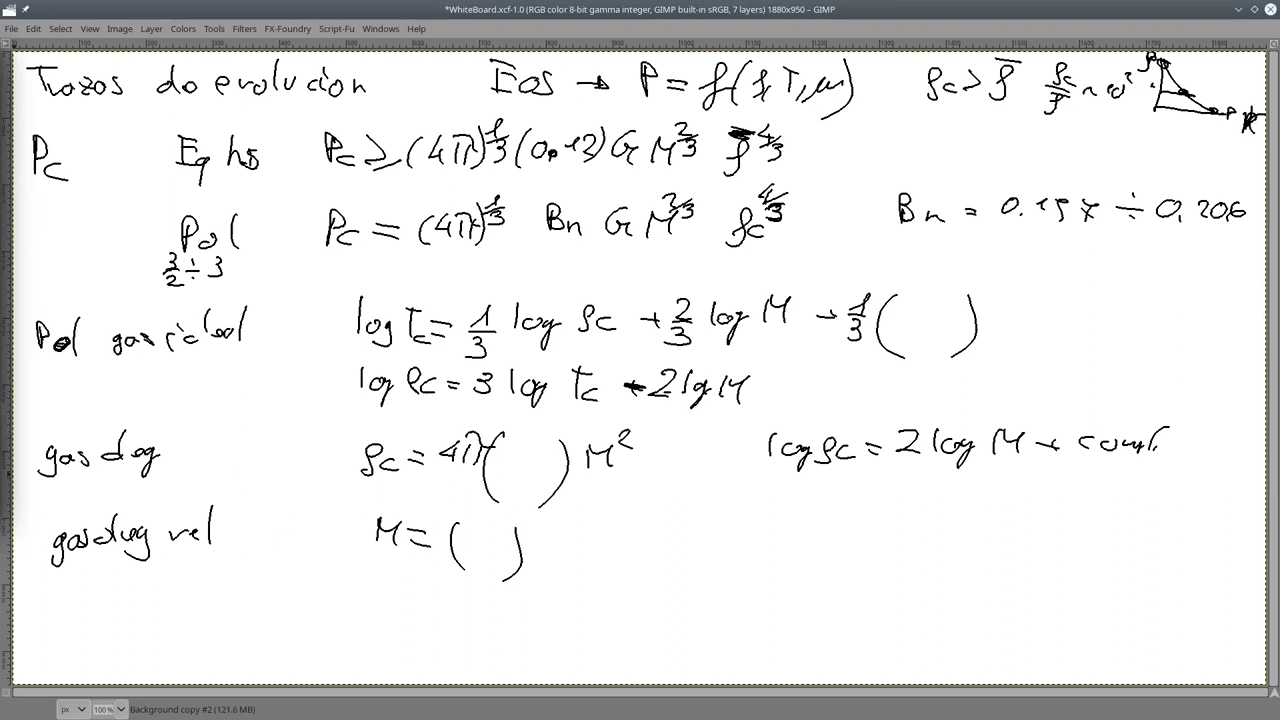 *WhiteBoard.xcf-1.0 (RGB color 8-bit gamma integer, GIMP built-in sRGB, 7 layers) 1880x950 – GIMP
File Edit Select View Image Layer Colors Tools Filters FX-Foundry Script-Fu Windows Help
Trazos do evolucion EoS → P = f(ρ, T, μ) ρc > ρ̄ ρc/ρ̄ ~ 10²
Pc Eq hs Pc ≥ (4π)^1/3 (0.12) G M^2/3 ρ̄^4/3
Pol Pc = (4π)^1/3 Bn G M^2/3 ρc^4/3 Bn = 0.157 ÷ 0.206
3/2 ÷ 3
Pol gas ideal log Tc = 1/3 log ρc + 2/3 log M + 1/3 ( )
log ρc = 3 log Tc - 2 log M
gas deg ρc = 4π ( ) M² log ρc = 2 log M + const
gas deg rel M = ( )
px 100 % Background copy #2 (121.6 MB)